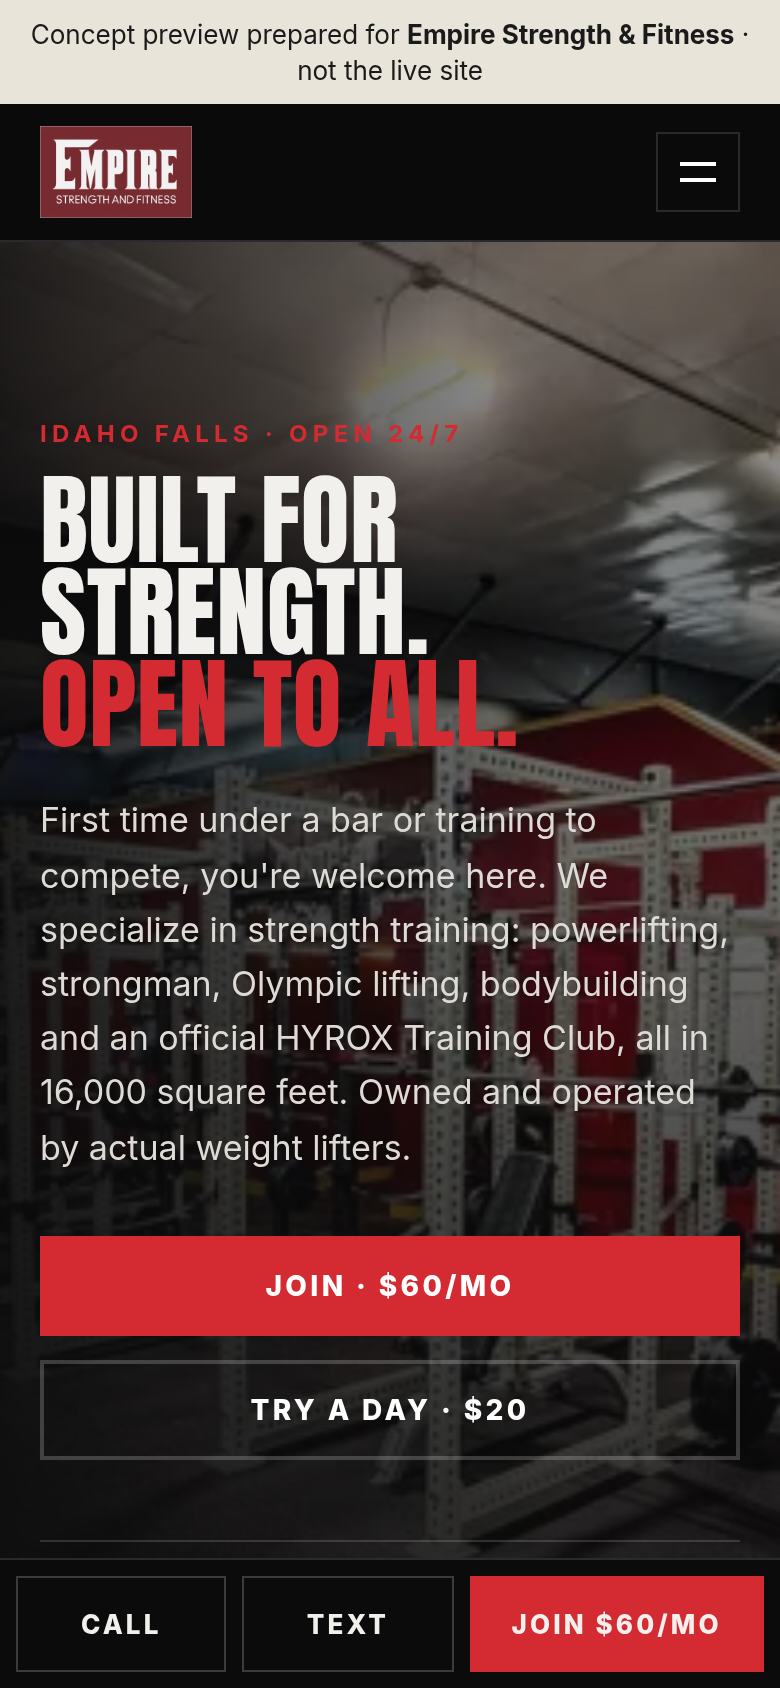 Concept preview prepared for Empire Strength & Fitness ·
not the live site
EMPIRE
STRENGTH AND FITNESS
IDAHO FALLS · OPEN 24/7
BUILT FOR
STRENGTH.
OPEN TO ALL.
First time under a bar or training to
compete, you're welcome here. We
specialize in strength training: powerlifting,
strongman, Olympic lifting, bodybuilding
and an official HYROX Training Club, all in
16,000 square feet. Owned and operated
by actual weight lifters.
JOIN · $60/MO
TRY A DAY · $20
CALL
TEXT
JOIN $60/MO